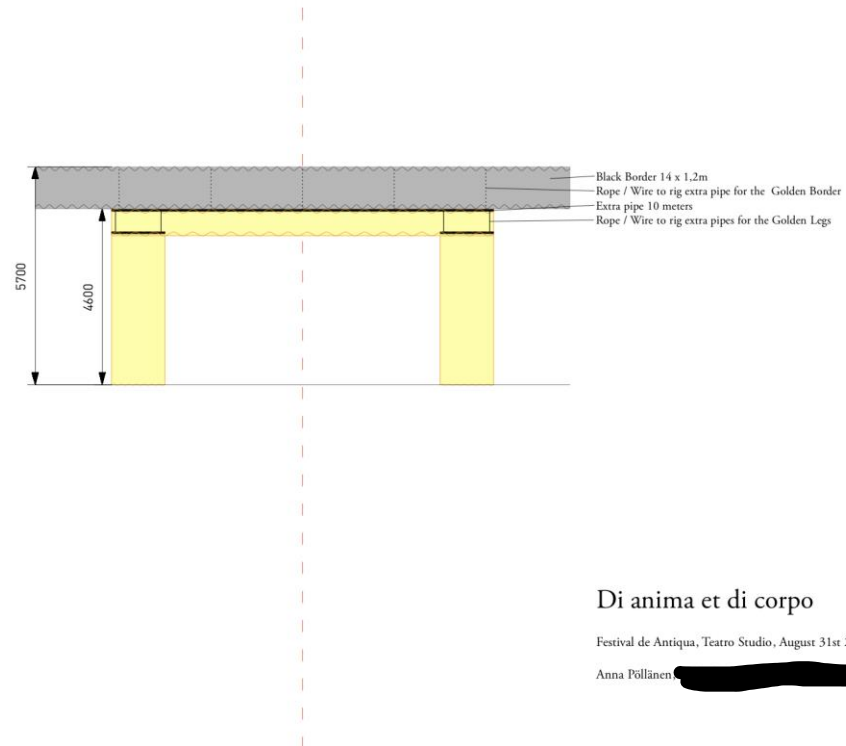 Black Border 14 x 1,2m
Rope / Wire to rig extra pipe for the Golden Border
Extra pipe 10 meters
Rope / Wire to rig extra pipes for the Golden Legs
5700
4600
Di anima et di corpo
Festival de Antiqua, Teatro Studio, August 31st
Anna Pöllänen,